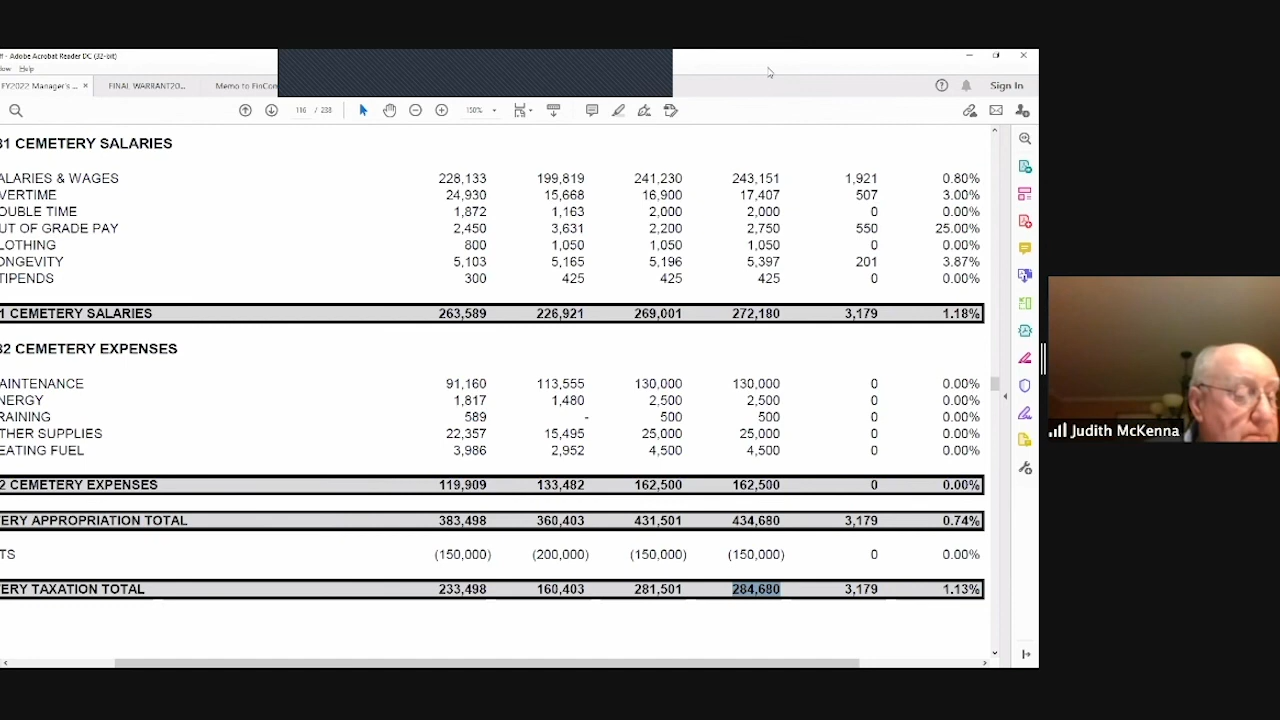 - Adobe Acrobat Reader DC (32-bit)
Help
FY2022 Manager's ... × FINAL WARRANT20... Memo to FinCom Sign In
116 / 238 150%
31 CEMETERY SALARIES
ALARIES & WAGES 228,133 199,819 241,230 243,151 1,921 0.80%
VERTIME 24,930 15,668 16,900 17,407 507 3.00%
OUBLE TIME 1,872 1,163 2,000 2,000 0 0.00%
UT OF GRADE PAY 2,450 3,631 2,200 2,750 550 25.00%
LOTHING 800 1,050 1,050 1,050 0 0.00%
ONGEVITY 5,103 5,165 5,196 5,397 201 3.87%
TIPENDS 300 425 425 425 0 0.00%
1 CEMETERY SALARIES 263,589 226,921 269,001 272,180 3,179 1.18%
32 CEMETERY EXPENSES
AINTENANCE 91,160 113,555 130,000 130,000 0 0.00%
NERGY 1,817 1,480 2,500 2,500 0 0.00%
RAINING 589 - 500 500 0 0.00%
THER SUPPLIES 22,357 15,495 25,000 25,000 0 0.00%
EATING FUEL 3,986 2,952 4,500 4,500 0 0.00%
2 CEMETERY EXPENSES 119,909 133,482 162,500 162,500 0 0.00%
ERY APPROPRIATION TOTAL 383,498 360,403 431,501 434,680 3,179 0.74%
TS (150,000) (200,000) (150,000) (150,000) 0 0.00%
ERY TAXATION TOTAL 233,498 160,403 281,501 284,680 3,179 1.13%
Judith McKenna